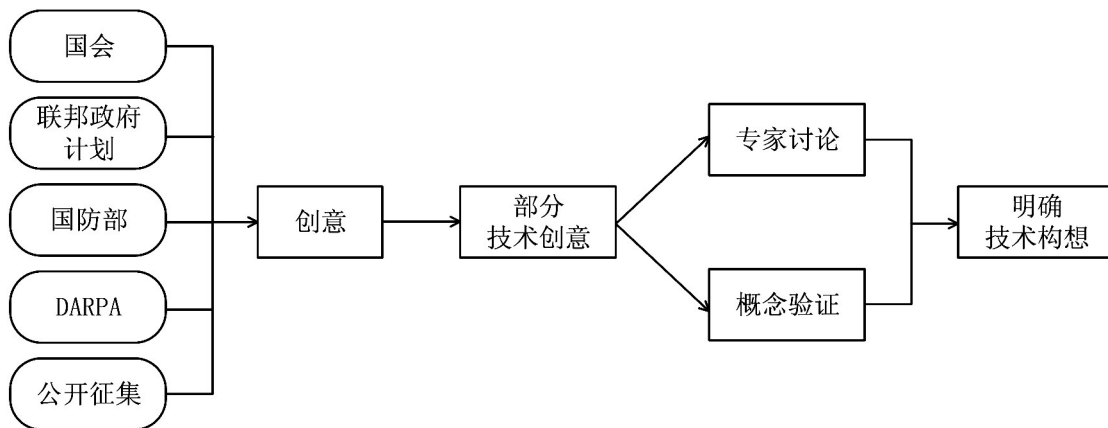 国会
联邦政府
计划
国防部
DARPA
公开征集
创意
部分
技术创意
专家讨论
概念验证
明确
技术构想